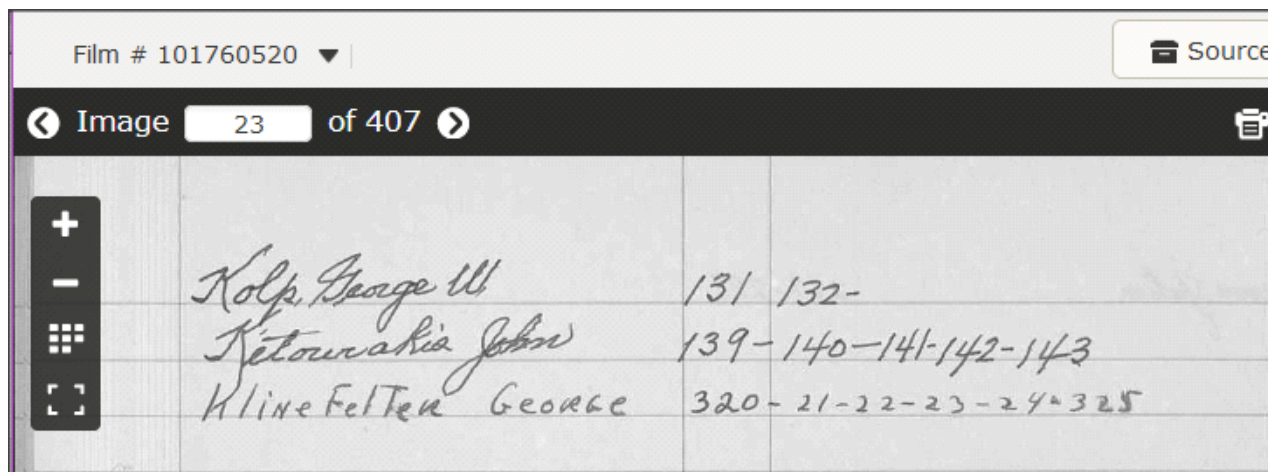 Film # 101760520
Source
Image 23 of 407
Kolp, George W 131 - 132 -
Ketourakis John 139 - 140 - 141 - 142 - 143
KlineFelTer GeorGe 320 - 21 - 22 - 23 - 24 - 325